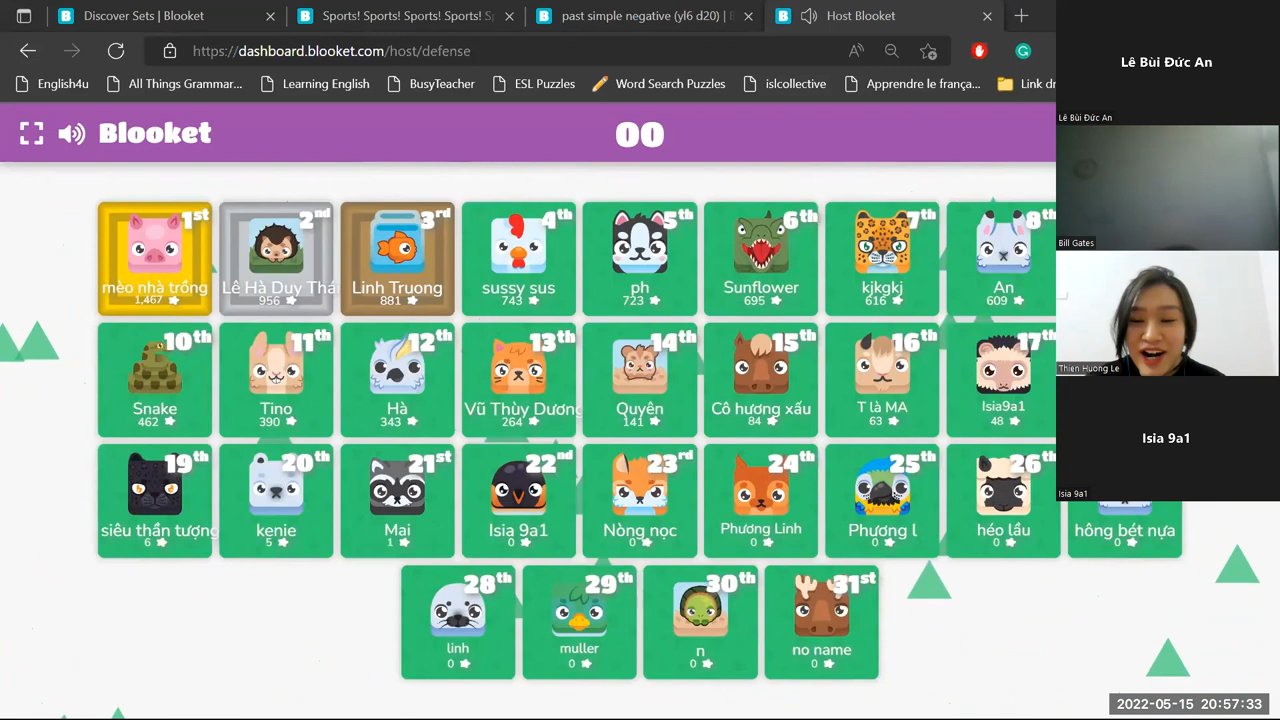 Discover Sets | Blooket
Sports! Sports! Sports! Sports! S
past simple negative (yl6 d20) |
Host Blooket
https://dashboard.blooket.com/host/defense
English4u
All Things Grammar...
Learning English
BusyTeacher
ESL Puzzles
Word Search Puzzles
islcollective
Apprendre le frança...
Link dr
Blooket
00
1st
mèo nhà trồng
1,467
2nd
Lê Hà Duy Thá
956
3rd
Linh Truong
881
4th
sussy sus
743
5th
ph
723
6th
Sunflower
695
7th
kjkgkj
616
8th
An
609
10th
Snake
462
11th
Tino
390
12th
Hà
343
13th
Vũ Thùy Dương
264
14th
Quyên
141
15th
Cô hương xấu
84
16th
T là MA
63
17th
Isia9a1
48
19th
siêu thần tượng
6
20th
kenie
5
21st
Mai
1
22nd
Isia 9a1
0
23rd
Nòng nọc
0
24th
Phương Linh
0
25th
Phương l
0
26th
héo lầu
0
hông bét nựa
0
28th
linh
0
29th
muller
0
30th
n
0
31st
no name
0
Lê Bùi Đức An
Lê Bùi Đức An
Bill Gates
Thien Huong Le
Isia 9a1
Isia 9a1
2022-05-15 20:57:33